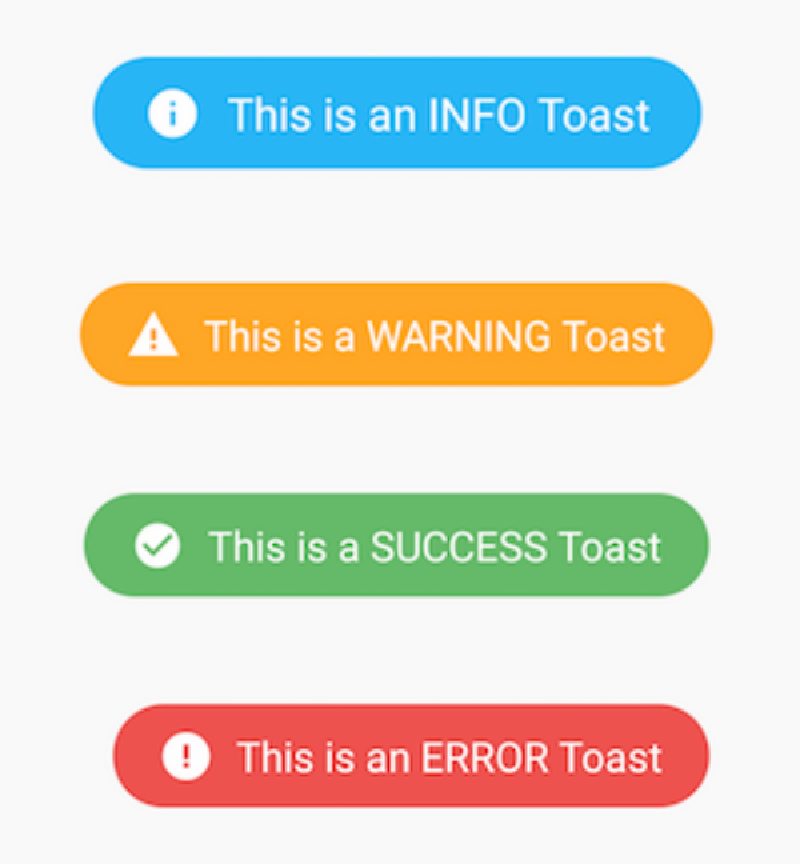 This is an INFO Toast
This is a WARNING Toast
This is a SUCCESS Toast
This is an ERROR Toast